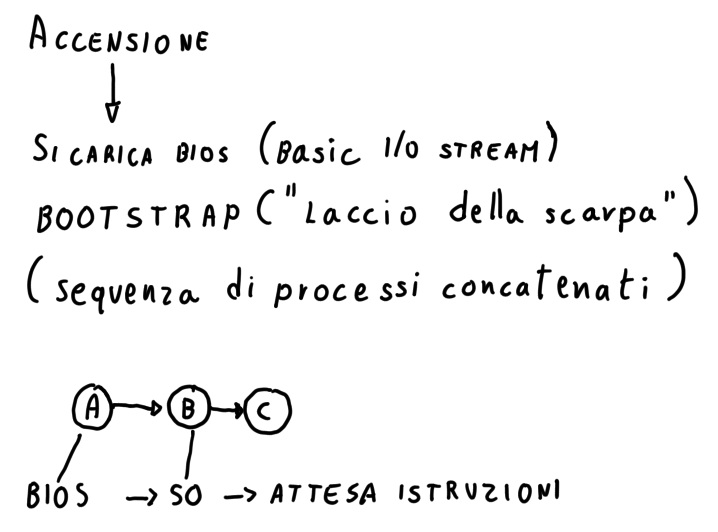 ACCENSIONE
SI CARICA BIOS (Basic I/O STREAM)
BOOTSTRAP ("Laccio della scarpa")
(sequenza di processi concatenati)
A B C
BIOS → SO → ATTESA ISTRUZIONI